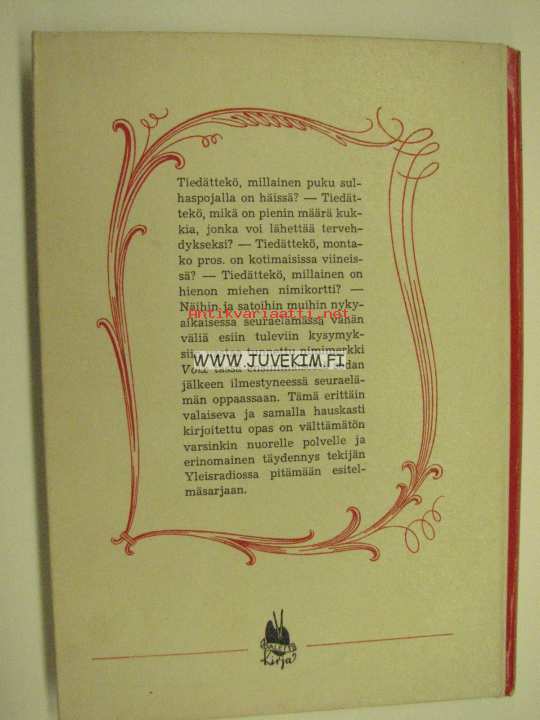 Tiedättekö, millainen puku sul-
haspojalla on häissä? — Tiedät-
tekö, mikä on pienin määrä kuk-
kia, jonka voi lähettää terveh-
dykseksi? — Tiedättekö, monta-
ko pros. on kotimaisissa viineis-
sä? — Tiedättekö, millainen on
hienon miehen nimikortti? —
Näihin ja satoihin muihin nyky-
Antikvariaatti.net
aikaisessa seuraelämässä vähän
väliä esiin tuleviin kysymyk-
nimimerkki
WWW.JUVEKIM.FI
tässä
jälkeen ilmestyneessä seuraelä-
män oppaassaan. Tämä erittäin
valaiseva ja samalla hauskasti
kirjoitettu opas on välttämätön
varsinkin nuorelle polvelle ja
erinomainen täydennys tekijän
Yleisradiossa pitämään esitel-
mäsarjaan.
kirja